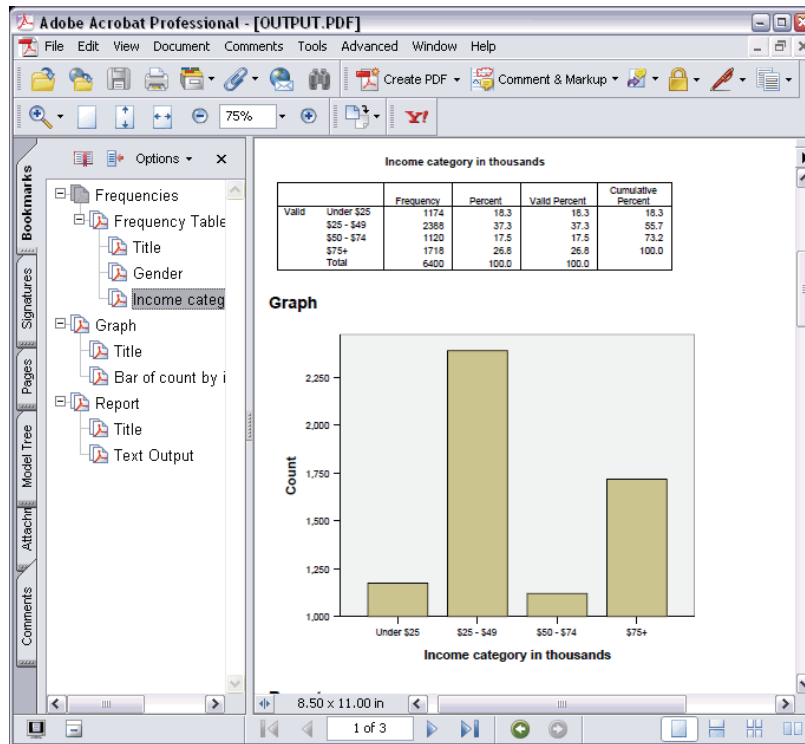 Adobe Acrobat Professional - [OUTPUT.PDF]
File Edit View Document Comments Tools Advanced Window Help
Create PDF Comment & Markup
75% Y!
Options x
Bookmarks
Signatures
Pages
Model Tree
Attachm
Comments
Frequencies
Frequency Table
Title
Gender
Income categ
Graph
Title
Bar of count by i
Report
Title
Text Output
Income category in thousands
Frequency Percent Valid Percent Cumulative Percent
Valid Under $25 1174 18.3 18.3 18.3
$25 - $49 2388 37.3 37.3 55.7
$50 - $74 1120 17.5 17.5 73.2
$75+ 1718 26.8 26.8 100.0
Total 6400 100.0 100.0
Graph
Count
2,250
2,000
1,750
1,500
1,250
1,000
Under $25 $25 - $49 $50 - $74 $75+
Income category in thousands
8.50 x 11.00 in
1 of 3